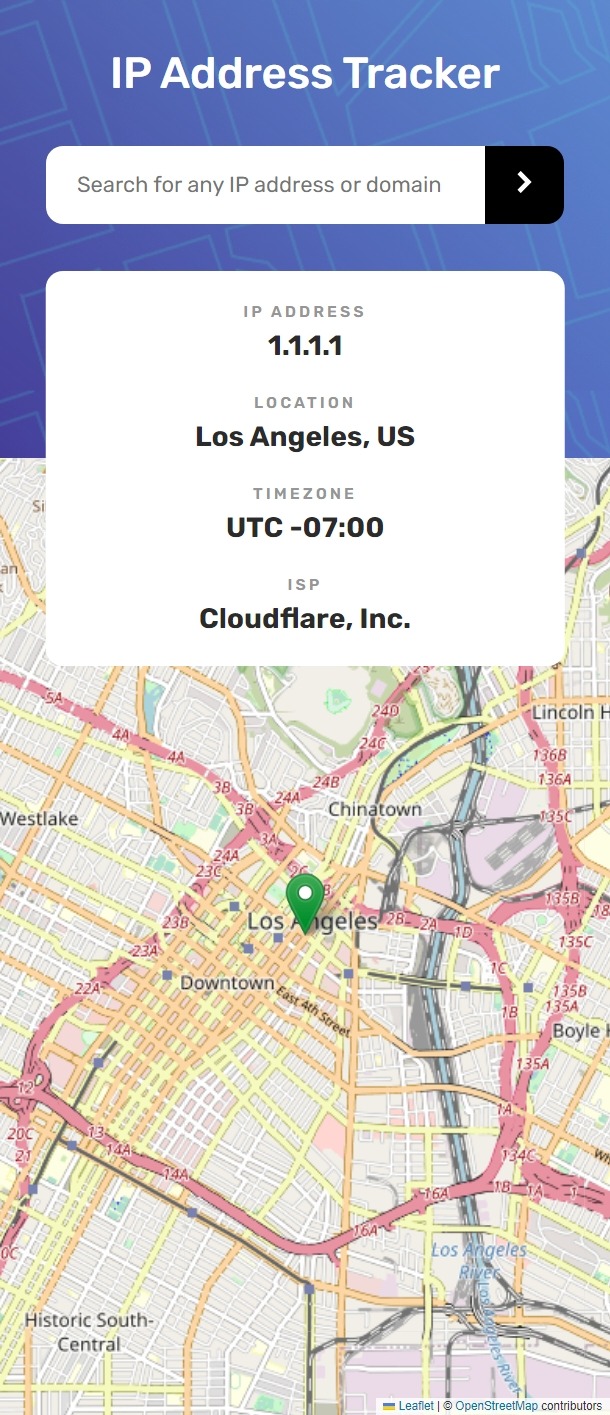 IP Address Tracker
Search for any IP address or domain
IP ADDRESS
1.1.1.1
LOCATION
Los Angeles, US
TIMEZONE
UTC -07:00
ISP
Cloudflare, Inc.
5A
24D
Lincoln H
4A
24C
4A
136B
24B
136A
3B
24A
3B
Chinatown
135C
Westlake
3A
24A
2C
23C
135B
23B
Los Angeles
2B
2A
1D
135C
23A
1C
Downtown
22A
135B
135A
East 4th Street
1B
Boyle H
135A
12
1A
20C
13
14A
134C
21
14A
1B
1A
1
16A
16A
0C
Los Angeles
River
Los Angeles River
Historic South-
Central
Leaflet | © OpenStreetMap contributors